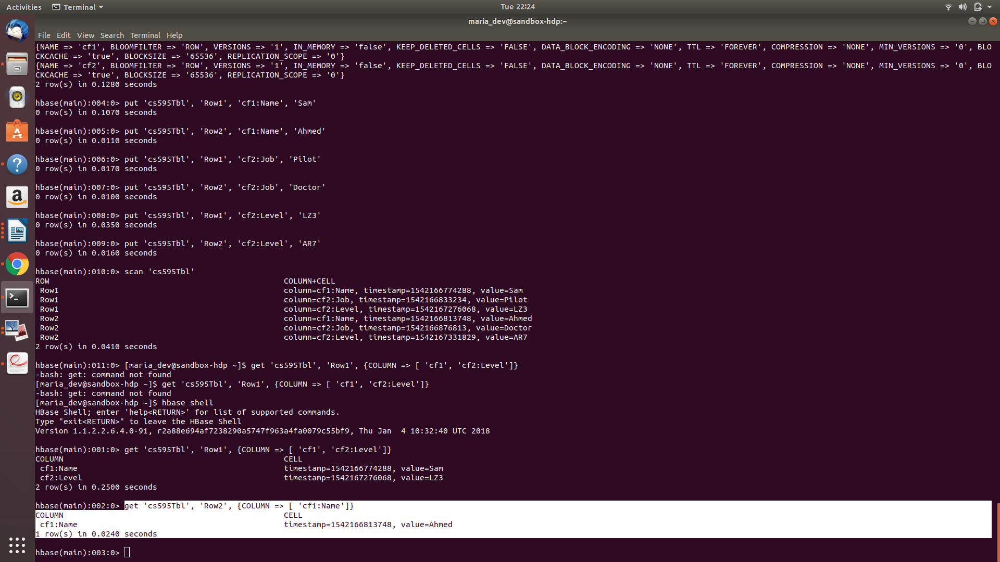 Activities Terminal Tue 22:24
maria_dev@sandbox-hdp:~
File Edit View Search Terminal Help
{NAME => 'cf1', BLOOMFILTER => 'ROW', VERSIONS => '1', IN_MEMORY => 'false', KEEP_DELETED_CELLS => 'FALSE', DATA_BLOCK_ENCODING => 'NONE', TTL => 'FOREVER', COMPRESSION => 'NONE', MIN_VERSIONS => '0', BLO
CKCACHE => 'true', BLOCKSIZE => '65536', REPLICATION_SCOPE => '0'}
{NAME => 'cf2', BLOOMFILTER => 'ROW', VERSIONS => '1', IN_MEMORY => 'false', KEEP_DELETED_CELLS => 'FALSE', DATA_BLOCK_ENCODING => 'NONE', TTL => 'FOREVER', COMPRESSION => 'NONE', MIN_VERSIONS => '0', BLO
CKCACHE => 'true', BLOCKSIZE => '65536', REPLICATION_SCOPE => '0'}
2 row(s) in 0.1280 seconds
hbase(main):004:0> put 'cs595Tbl', 'Row1', 'cf1:Name', 'Sam'
0 row(s) in 0.1070 seconds
hbase(main):005:0> put 'cs595Tbl', 'Row2', 'cf1:Name', 'Ahmed'
0 row(s) in 0.0110 seconds
hbase(main):006:0> put 'cs595Tbl', 'Row1', 'cf2:Job', 'Pilot'
0 row(s) in 0.0170 seconds
hbase(main):007:0> put 'cs595Tbl', 'Row2', 'cf2:Job', 'Doctor'
0 row(s) in 0.0100 seconds
hbase(main):008:0> put 'cs595Tbl', 'Row1', 'cf2:Level', 'LZ3'
0 row(s) in 0.0350 seconds
hbase(main):009:0> put 'cs595Tbl', 'Row2', 'cf2:Level', 'AR7'
0 row(s) in 0.0160 seconds
hbase(main):010:0> scan 'cs595Tbl'
ROW COLUMN+CELL
Row1 column=cf1:Name, timestamp=1542166774288, value=Sam
Row1 column=cf2:Job, timestamp=1542166833234, value=Pilot
Row1 column=cf2:Level, timestamp=1542167276068, value=LZ3
Row2 column=cf1:Name, timestamp=1542166813748, value=Ahmed
Row2 column=cf2:Job, timestamp=1542166876813, value=Doctor
Row2 column=cf2:Level, timestamp=1542167331829, value=AR7
2 row(s) in 0.0410 seconds
hbase(main):011:0> [maria_dev@sandbox-hdp ~]$ get 'cs595Tbl', 'Row1', {COLUMN => [ 'cf1', 'cf2:Level']}
-bash: get: command not found
[maria_dev@sandbox-hdp ~]$ get 'cs595Tbl', 'Row1', {COLUMN => [ 'cf1', 'cf2:Level']}
-bash: get: command not found
[maria_dev@sandbox-hdp ~]$ hbase shell
HBase Shell; enter 'help<RETURN>' for list of supported commands.
Type "exit<RETURN>" to leave the HBase Shell
Version 1.1.2.2.6.4.0-91, r2a88e694af7238290a5747f963a4fa0079c55bf9, Thu Jan  4 10:32:40 UTC 2018
hbase(main):001:0> get 'cs595Tbl', 'Row1', {COLUMN => [ 'cf1', 'cf2:Level']}
COLUMN CELL
cf1:Name timestamp=1542166774288, value=Sam
cf2:Level timestamp=1542167276068, value=LZ3
2 row(s) in 0.2500 seconds
hbase(main):002:0> get 'cs595Tbl', 'Row2', {COLUMN => [ 'cf1:Name']}
COLUMN CELL
cf1:Name timestamp=1542166813748, value=Ahmed
1 row(s) in 0.0240 seconds
hbase(main):003:0>